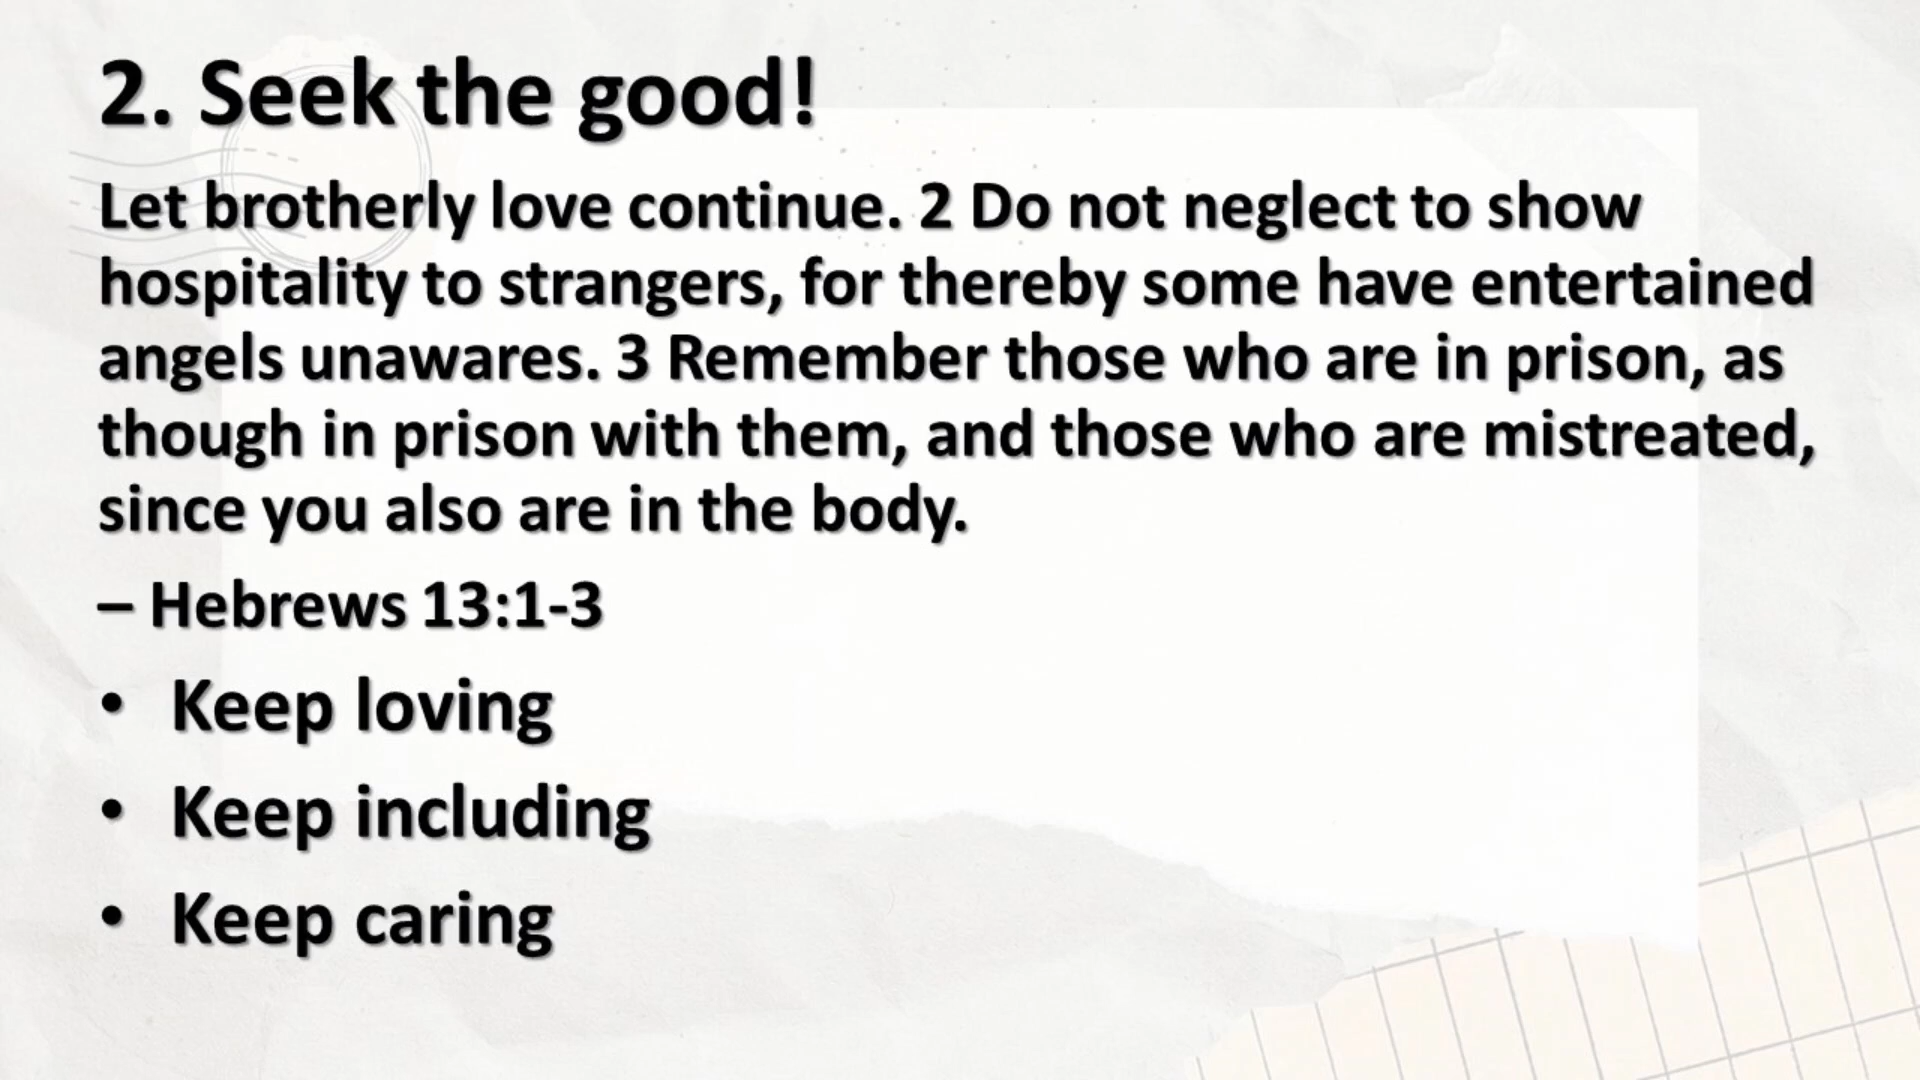 2. Seek the good!
Let brotherly love continue. 2 Do not neglect to show
hospitality to strangers, for thereby some have entertained
angels unawares. 3 Remember those who are in prison, as
though in prison with them, and those who are mistreated,
since you also are in the body.
– Hebrews 13:1-3
• Keep loving
• Keep including
• Keep caring